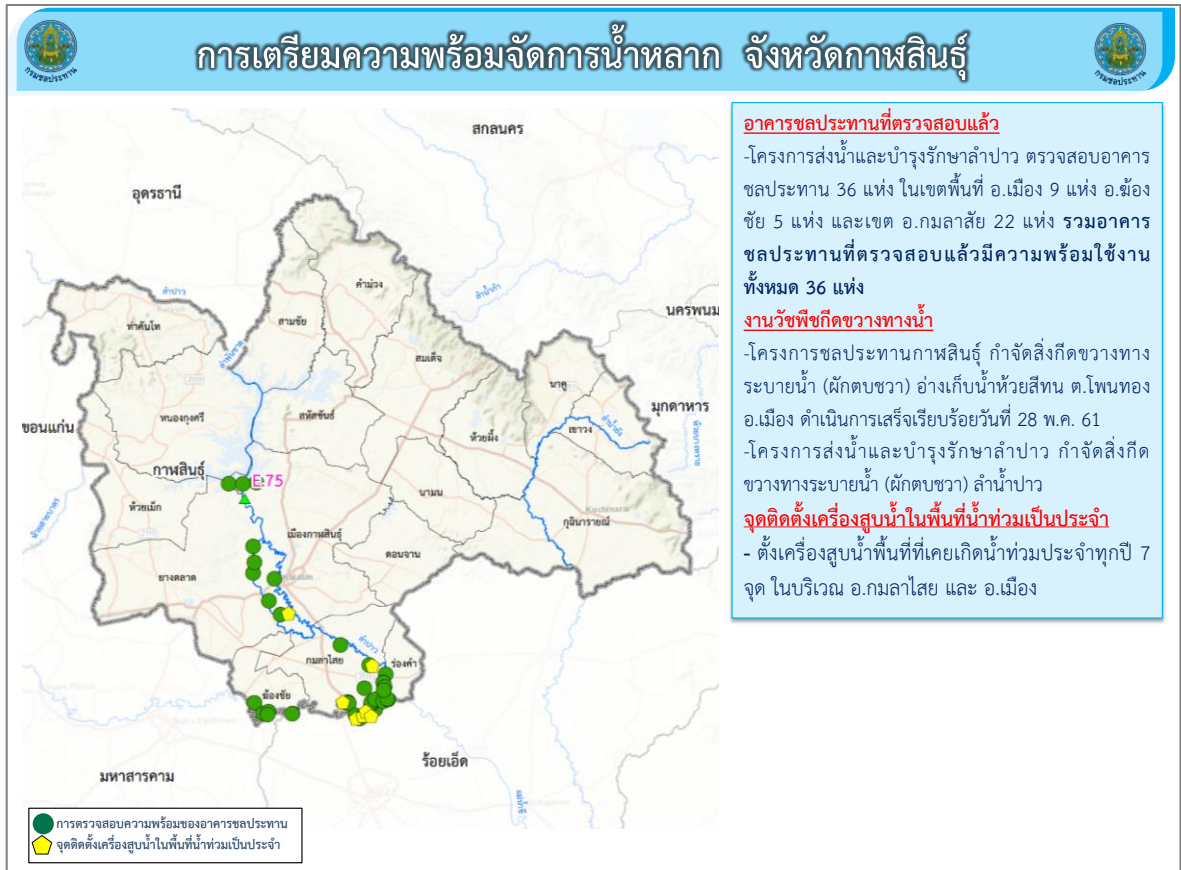 การเตรียมความพร้อมจัดการน้ำหลาก จังหวัดกาฬสินธุ์
กรมชลประทาน
กรมชลประทาน
สกลนคร
อุดรธานี
คำม่วง
ลำปาว
สามชัย
ท่าคันโท
นครพนม
สมเด็จ
นาคู
มุกดาหาร
หนองกุงศรี
สหัสขันธ์
ขอนแก่น
ห้วยผึ้ง
เขาวง
กาฬสินธุ์
E.75
นามน
ห้วยเม็ก
Kuchinarai
กุฉินารายณ์
เมืองกาฬสินธุ์
ดอนจาน
ยางตลาด
ลำปาว
กมลาไสย
ร่องคำ
ฆ้องชัย
ร้อยเอ็ด
มหาสารคาม
การตรวจสอบความพร้อมของอาคารชลประทาน
จุดติดตั้งเครื่องสูบน้ำในพื้นที่น้ำท่วมเป็นประจำ
อาคารชลประทานที่ตรวจสอบแล้ว
-โครงการส่งน้ำและบำรุงรักษาลำปาว ตรวจสอบอาคาร
ชลประทาน 36 แห่ง ในเขตพื้นที่ อ.เมือง 9 แห่ง อ.ฆ้อง
ชัย 5 แห่ง และเขต อ.กมลาสัย 22 แห่ง รวมอาคาร
ชลประทานที่ตรวจสอบแล้วมีความพร้อมใช้งาน
ทั้งหมด 36 แห่ง
งานวัชพืชกีดขวางทางน้ำ
-โครงการชลประทานกาฬสินธุ์ กำจัดสิ่งกีดขวางทาง
ระบายน้ำ (ผักตบชวา) อ่างเก็บน้ำห้วยสีทน ต.โพนทอง
อ.เมือง ดำเนินการเสร็จเรียบร้อยวันที่ 28 พ.ค. 61
-โครงการส่งน้ำและบำรุงรักษาลำปาว กำจัดสิ่งกีด
ขวางทางระบายน้ำ (ผักตบชวา) ลำน้ำปาว
จุดติดตั้งเครื่องสูบน้ำในพื้นที่น้ำท่วมเป็นประจำ
- ตั้งเครื่องสูบน้ำพื้นที่ที่เคยเกิดน้ำท่วมประจำทุกปี 7
จุด ในบริเวณ อ.กมลาไสย และ อ.เมือง